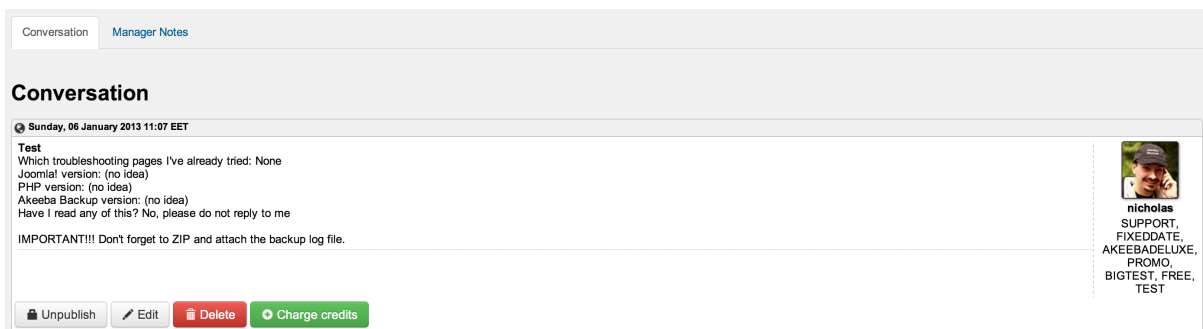 Conversation Manager Notes
Conversation
Sunday, 06 January 2013 11:07 EET
Test
Which troubleshooting pages I've already tried: None
Joomla! version: (no idea)
PHP version: (no idea)
Akeeba Backup version: (no idea)
Have I read any of this? No, please do not reply to me
IMPORTANT!!! Don't forget to ZIP and attach the backup log file.
nicholas
SUPPORT,
FIXEDDATE,
AKEEBADELUXE,
PROMO,
BIGTEST, FREE,
TEST
Unpublish Edit Delete Charge credits